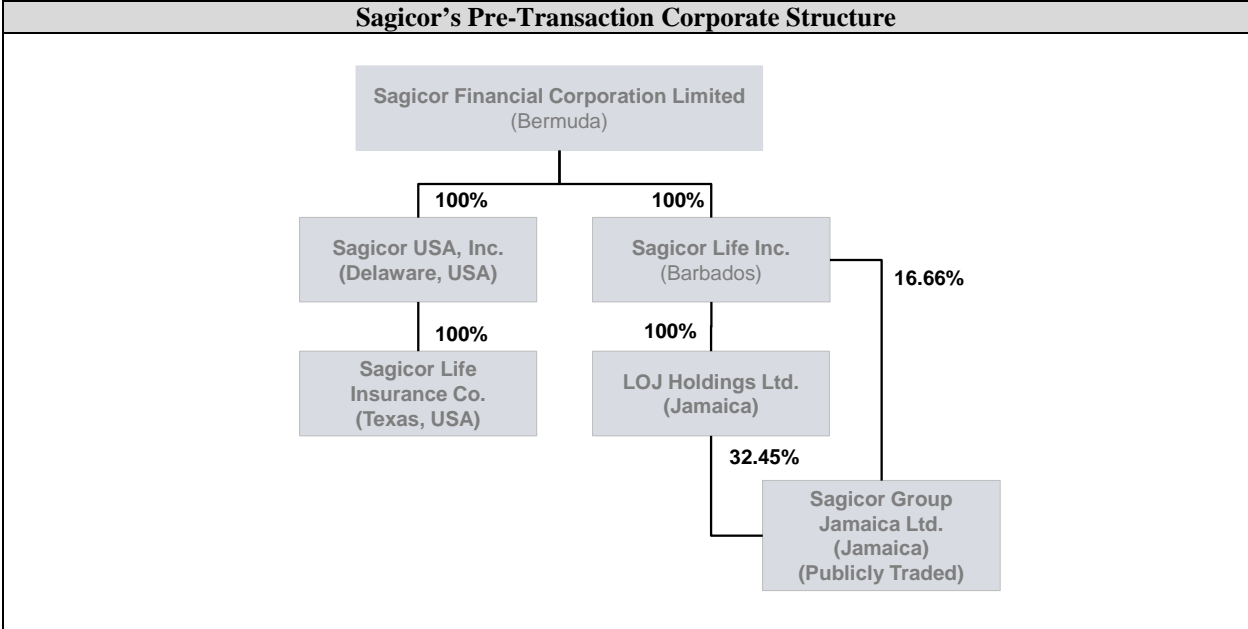 Sagicor's Pre-Transaction Corporate Structure
Sagicor Financial Corporation Limited
(Bermuda)
100%
100%
Sagicor USA, Inc.
(Delaware, USA)
Sagicor Life Inc.
(Barbados)
16.66%
100%
100%
Sagicor Life
Insurance Co.
(Texas, USA)
LOJ Holdings Ltd.
(Jamaica)
32.45%
Sagicor Group
Jamaica Ltd.
(Jamaica)
(Publicly Traded)